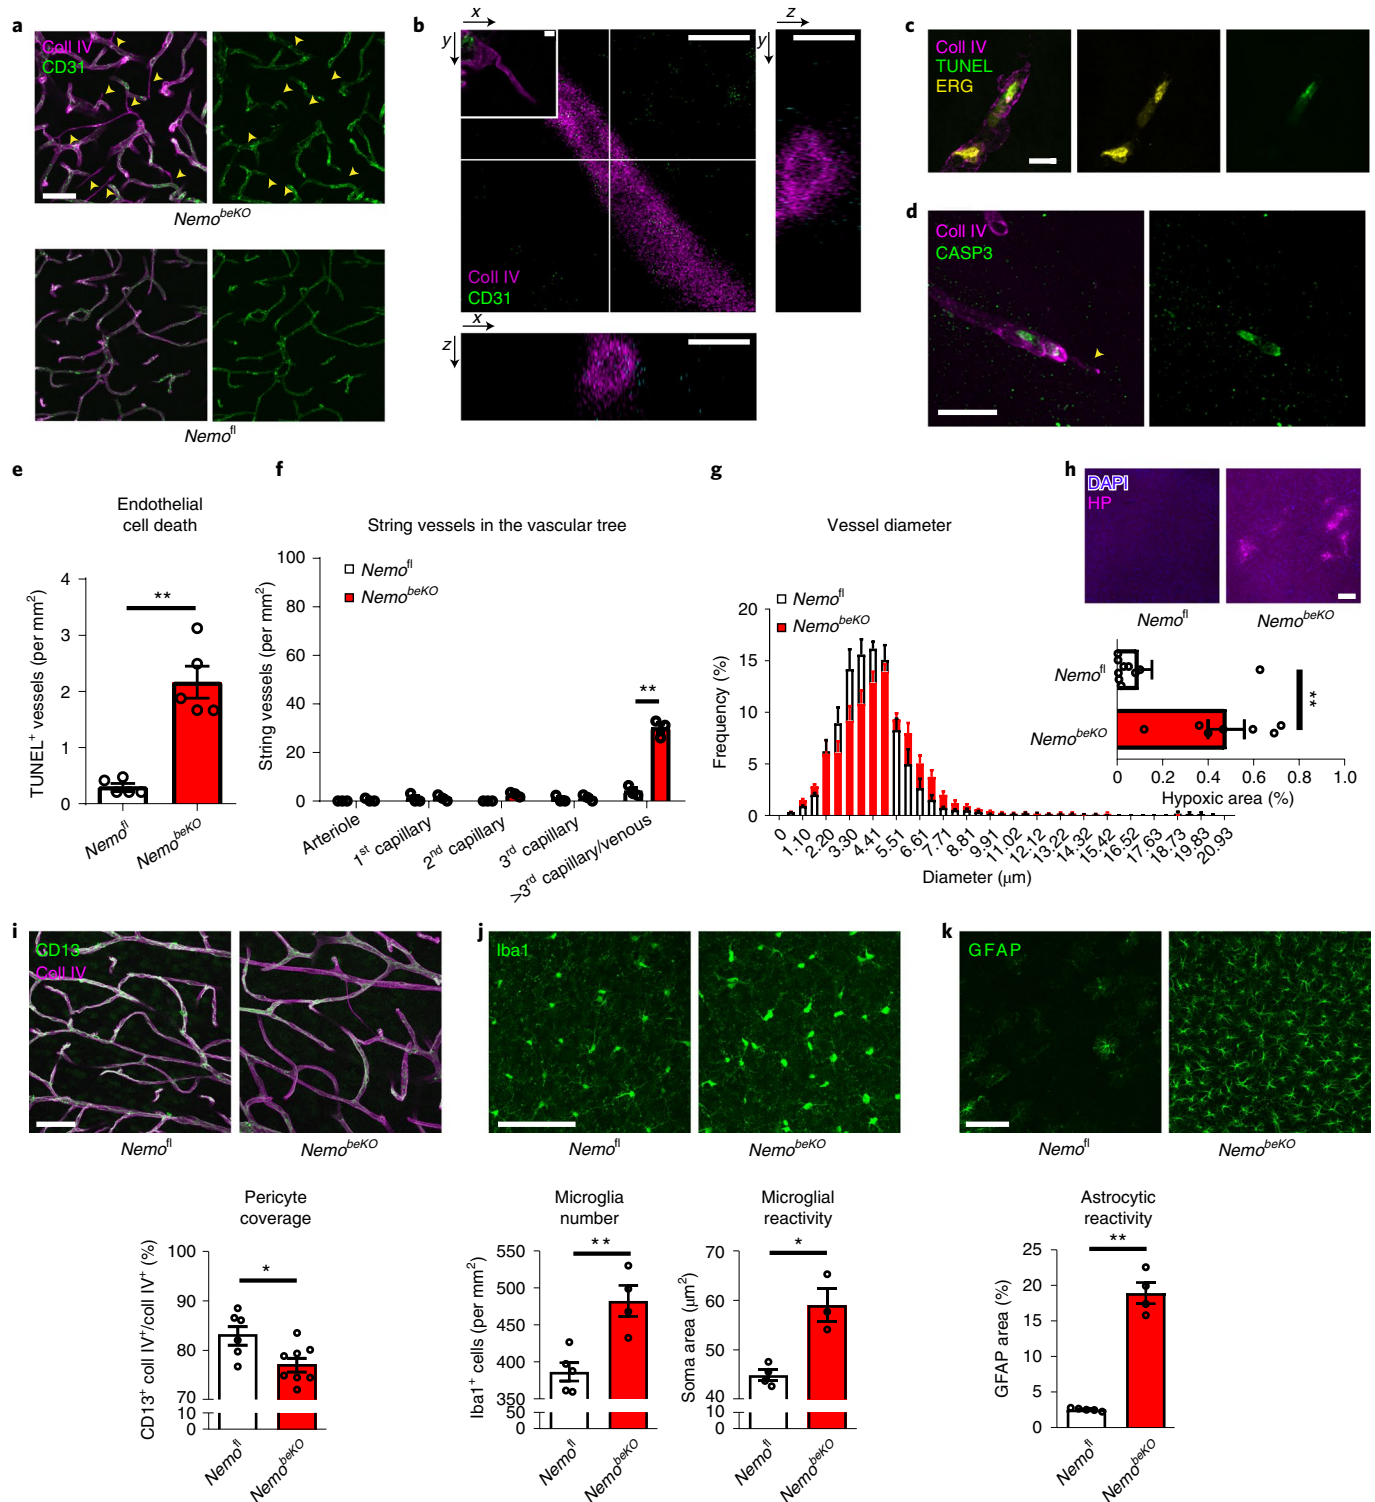 a
Coll IV
CD31
Nemo^beKO
Nemo^fl
b
x
y
z
y
Coll IV
CD31
x
z
c
Coll IV
TUNEL
ERG
d
Coll IV
CASP3
e
Endothelial
cell death
TUNEL⁺ vessels (per mm²)
4
3
2
1
0
**
Nemo^fl
Nemo^beKO
f
String vessels in the vascular tree
String vessels (per mm²)
100
80
60
40
20
0
Nemo^fl
Nemo^beKO
**
Arteriole
1st capillary
2nd capillary
3rd capillary
>3rd capillary/venous
g
Vessel diameter
Nemo^fl
Nemo^beKO
Frequency (%)
20
15
10
5
0
0
1.10
2.20
3.30
4.41
5.51
6.61
7.71
8.81
9.91
11.02
12.12
13.22
14.32
15.42
16.52
17.63
18.73
19.83
20.93
Diameter (μm)
h
DAPI
HP
Nemo^fl
Nemo^beKO
Nemo^fl
Nemo^beKO
**
0
0.2
0.4
0.6
0.8
1.0
Hypoxic area (%)
i
CD13
Coll IV
Nemo^fl
Nemo^beKO
Pericyte
coverage
CD13⁺ coll IV⁺/coll IV⁺ (%)
100
90
80
70
10
0
*
Nemo^fl
Nemo^beKO
j
Iba1
Nemo^fl
Nemo^beKO
Microglia
number
Iba1⁺ cells (per mm²)
550
500
450
400
350
50
0
**
Nemo^fl
Nemo^beKO
Microglial
reactivity
Soma area (μm²)
70
60
50
40
10
0
*
Nemo^fl
Nemo^beKO
k
GFAP
Nemo^fl
Nemo^beKO
Astrocytic
reactivity
GFAP area (%)
25
20
15
10
5
0
**
Nemo^fl
Nemo^beKO